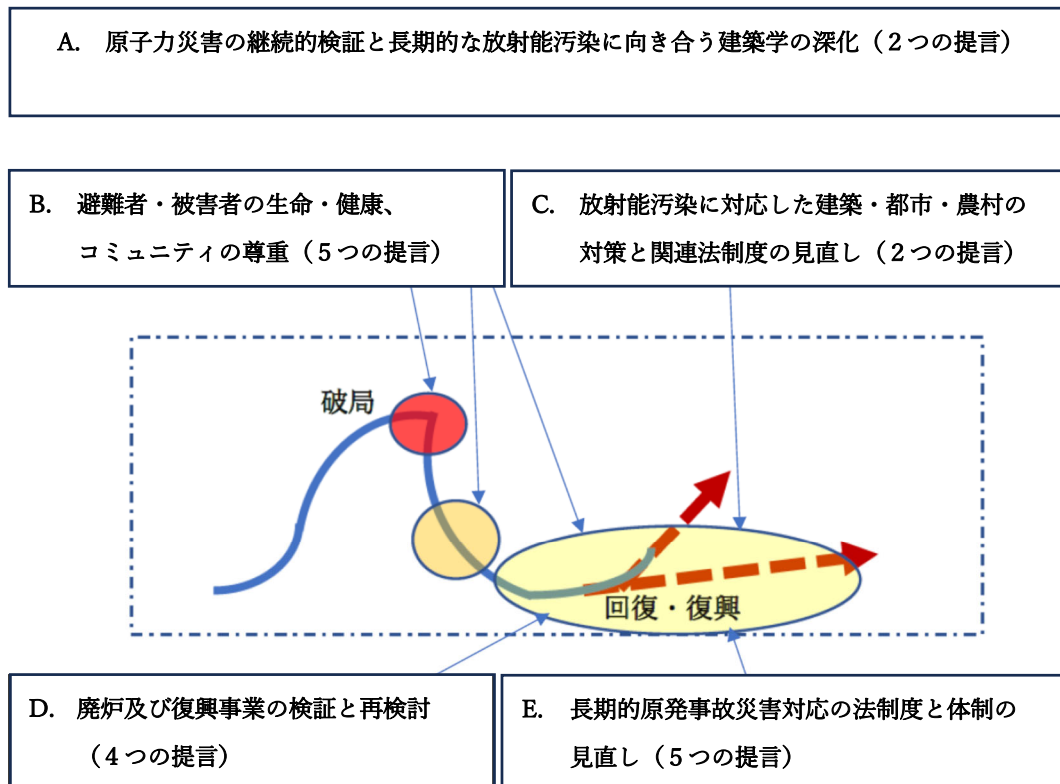 A. 原子力災害の継続的検証と長期的な放射能汚染に向き合う建築学の深化（２つの提言）
B. 避難者・被害者の生命・健康、
コミュニティの尊重（５つの提言）
C. 放射能汚染に対応した建築・都市・農村の
対策と関連法制度の見直し（２つの提言）
破局
回復・復興
D. 廃炉及び復興事業の検証と再検討
（４つの提言）
E. 長期的原発事故災害対応の法制度と体制の
見直し（５つの提言）